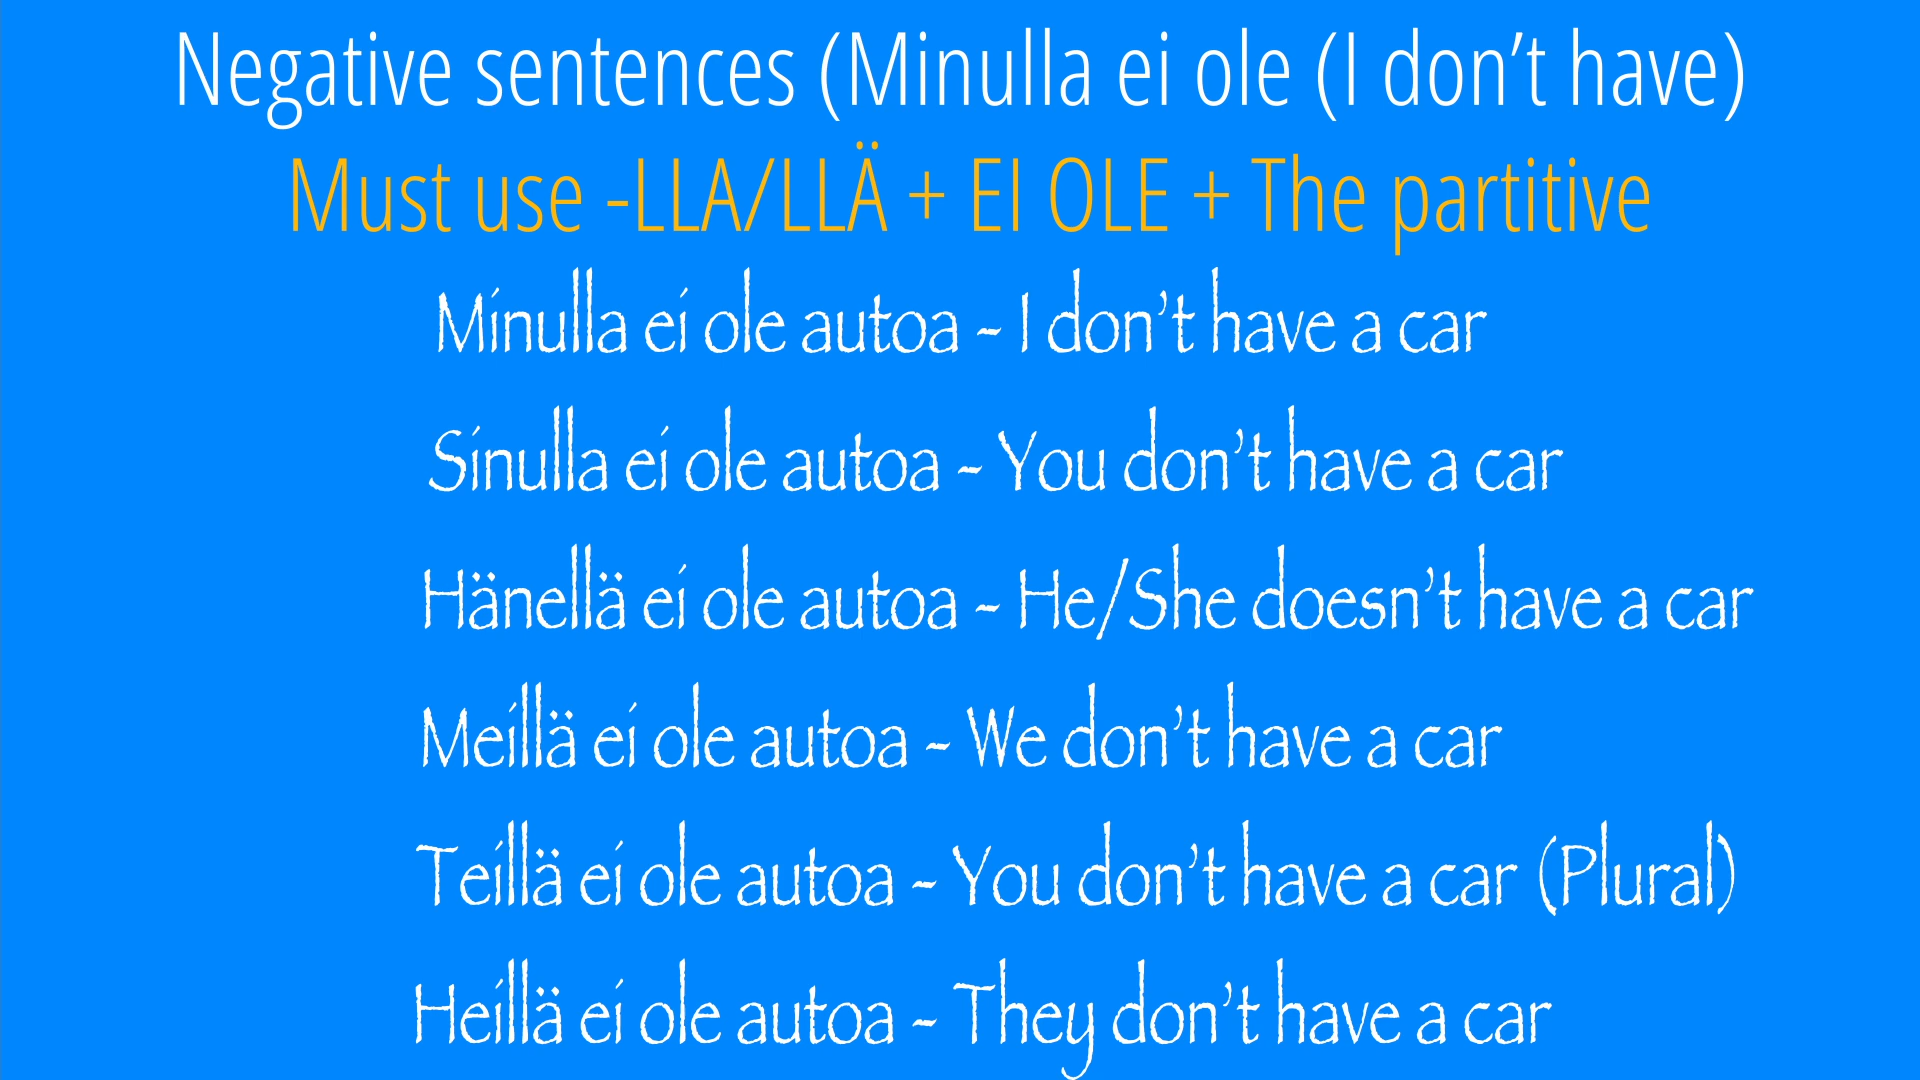 Negative sentences (Minulla ei ole (I don’t have)
Must use -LLA/LLÄ + EI OLE + The partitive
Minulla ei ole autoa - I don’t have a car
Sinulla ei ole autoa - You don’t have a car
Hänellä ei ole autoa - He/She doesn’t have a car
Meillä ei ole autoa - We don’t have a car
Teillä ei ole autoa - You don’t have a car (Plural)
Heillä ei ole autoa - They don’t have a car